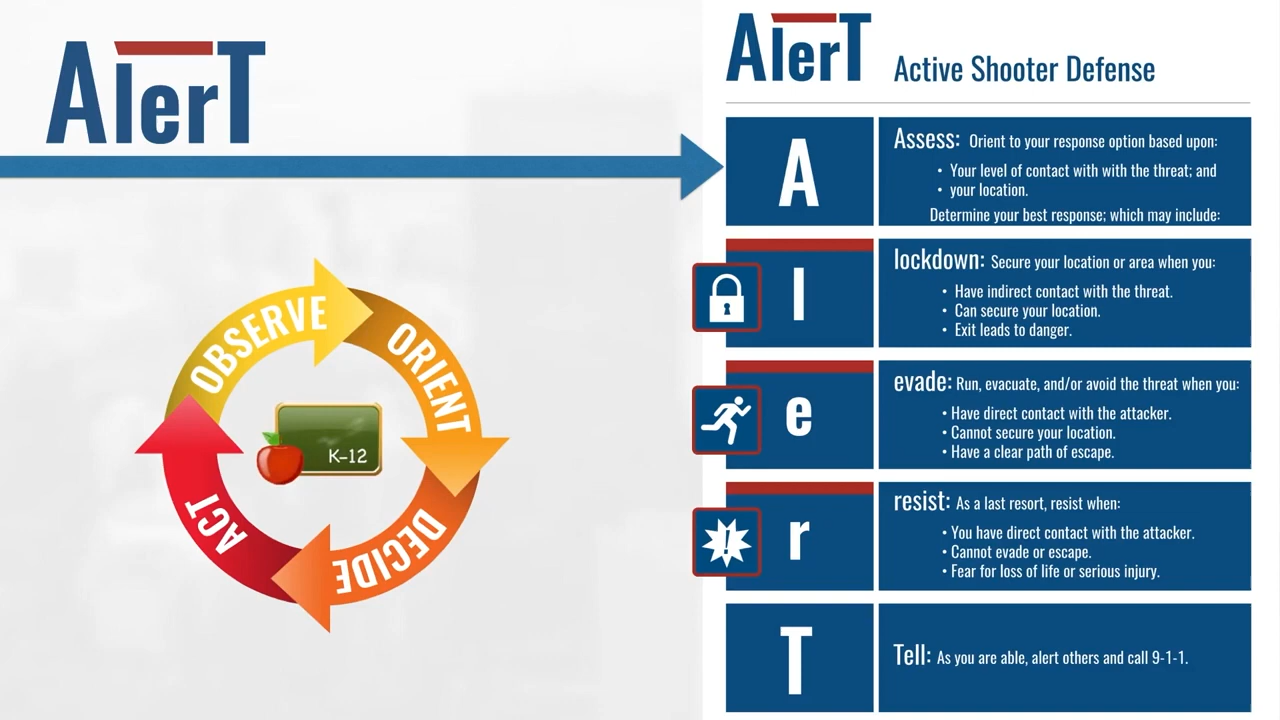 AlerT
OBSERVE
ORIENT
DECIDE
ACT
K-12
AlerT
Active Shooter Defense
A
Assess: Orient to your response option based upon:
• Your level of contact with with the threat; and
• your location.
Determine your best response; which may include:
l
lockdown: Secure your location or area when you:
• Have indirect contact with the threat.
• Can secure your location.
• Exit leads to danger.
e
evade: Run, evacuate, and/or avoid the threat when you:
• Have direct contact with the attacker.
• Cannot secure your location.
• Have a clear path of escape.
!
r
resist: As a last resort, resist when:
• You have direct contact with the attacker.
• Cannot evade or escape.
• Fear for loss of life or serious injury.
T
Tell: As you are able, alert others and call 9-1-1.